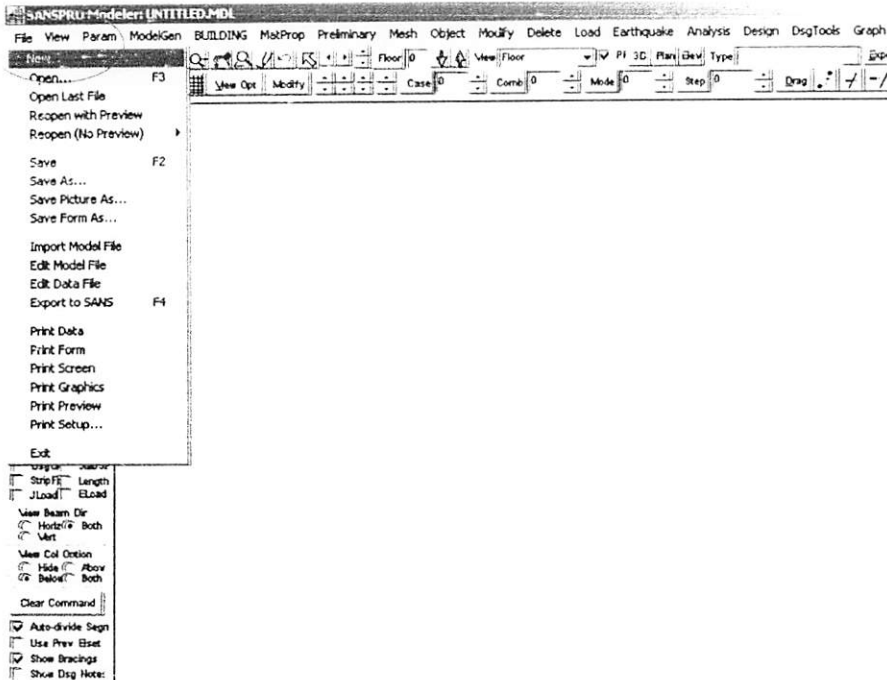 SANSPRO Modeler: UNTITLED.MDL
File View Param ModelGen BUILDING MatProp Preliminary Mesh Object Modify Delete Load Earthquake Analysis Design DsgTools Graph
New
Floor 0 View Floor Pl 3D Plan Elev Type
Open... F3
View Opt Modify Case 0 Comb 0 Mode 0 Step 0 Drag
Open Last File
Reopen with Preview
Reopen (No Preview)
Save F2
Save As...
Save Picture As...
Save Form As...
Import Model File
Edit Model File
Edit Data File
Export to SANS F4
Print Data
Print Form
Print Screen
Print Graphics
Print Preview
Print Setup...
Exit
Length
JLoad ELoad
View Beam Dir
Both
Vert
View Col Option
Hide Abov
Below Both
Clear Command
Auto-divide Segn
Use Prev Elset
Show Bracings
Show Dsg Note: